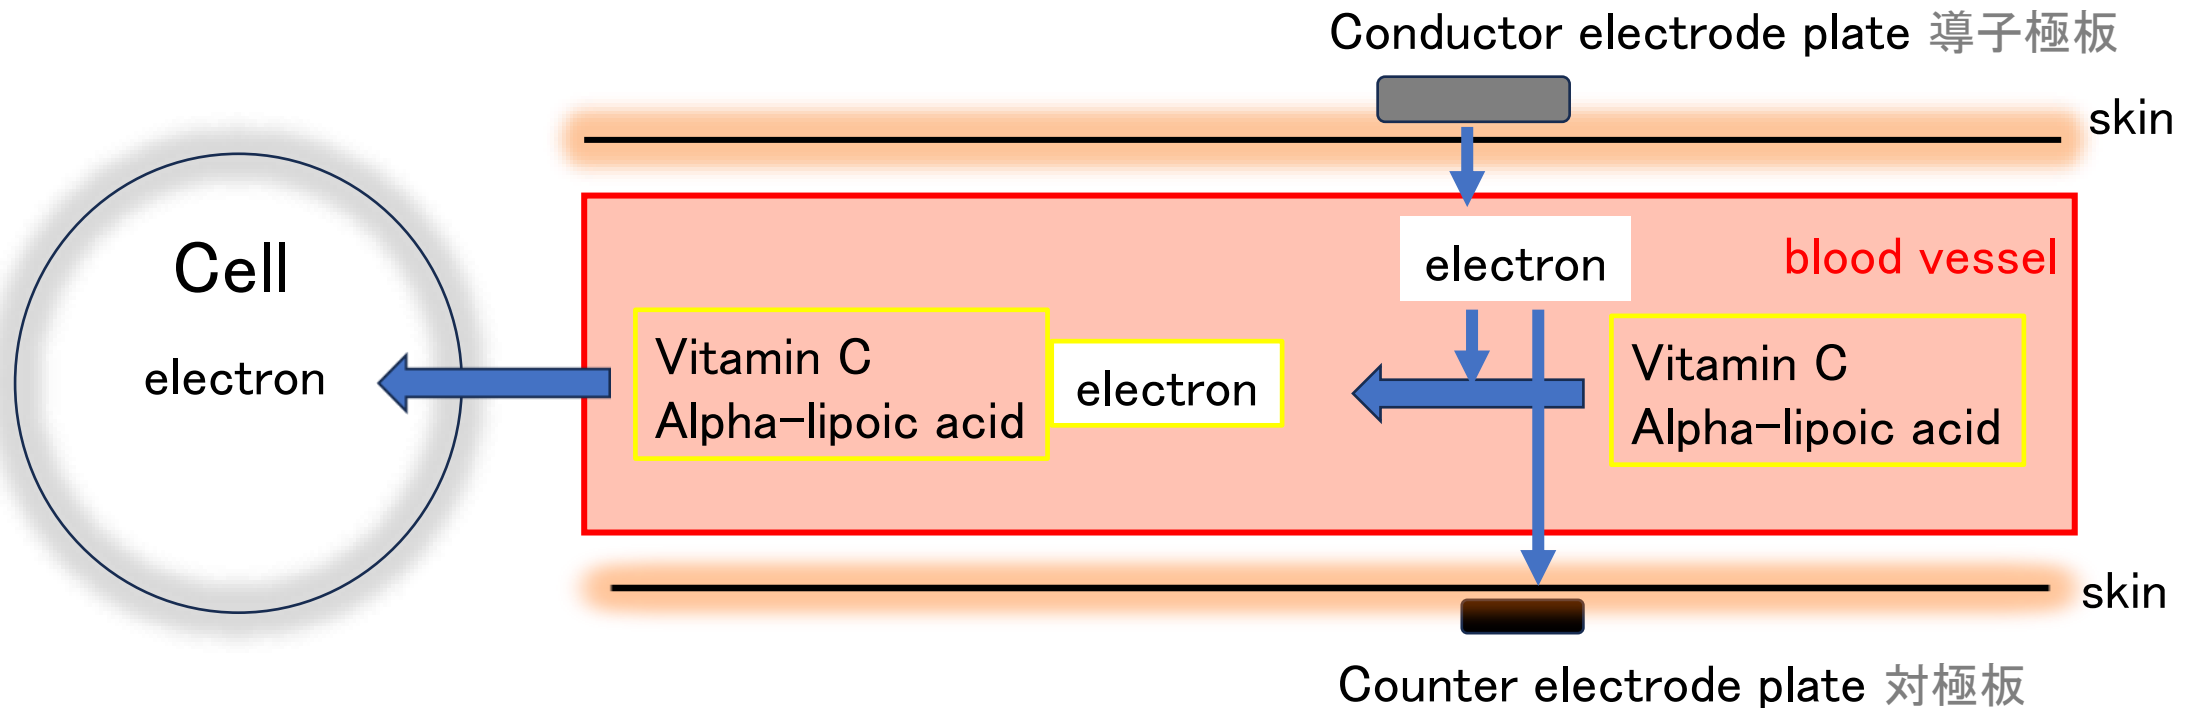 Conductor electrode plate 導子極板
skin
Cell
electron
blood vessel
electron
Vitamin C
Alpha-lipoic acid
electron
Vitamin C
Alpha-lipoic acid
skin
Counter electrode plate 対極板